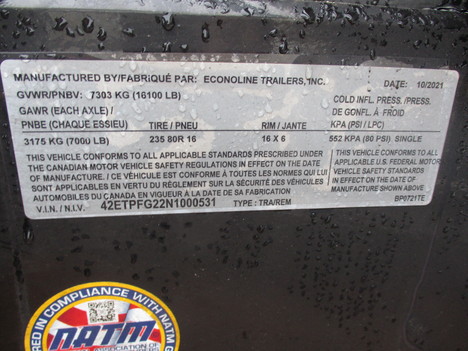 MANUFACTURED BY/FABRIQUÉ PAR: ECONOLINE TRAILERS, INC. DATE: 10/2021
GVWR/PNBV: 7303 KG (16100 LB) COLD INFL. PRESS./PRESS.
GAWR (EACH AXLE) / DE GONFL. À FROID
PNBE (CHAQUE ESSIEU) TIRE / PNEU RIM / JANTE KPA (PSI / LPC)
3175 KG (7000 LB) 235 80R 16 16 X 6 552 KPA (80 PSI) SINGLE
THIS VEHICLE CONFORMS TO ALL APPLICABLE STANDARDS PRESCRIBED UNDER THIS VEHICLE CONFORMS TO ALL
THE CANADIAN MOTOR VEHICLE SAFETY REGULATIONS IN EFFECT ON THE APPLICABLE U.S. FEDERAL MOTOR
DATE OF MANUFACTURE. / CE VÉHICULE EST CONFORME À TOUTES LES VEHICLE SAFETY STANDARDS
NORMES QUI LUI SONT APPLICABLES EN VERTU DU RÈGLEMENT SUR LA SÉCURITÉ DES VÉHICULES IN EFFECT ON THE DATE OF
AUTOMOBILES DU CANADA EN VIGUEUR À LA DATE DE SA FABRICATION MANUFACTURE
V.I.N. / N.I.V. 42ETPFG22N1000531 TYPE: TRA/REM BP0721TE
IN COMPLIANCE WITH NATM
NATM